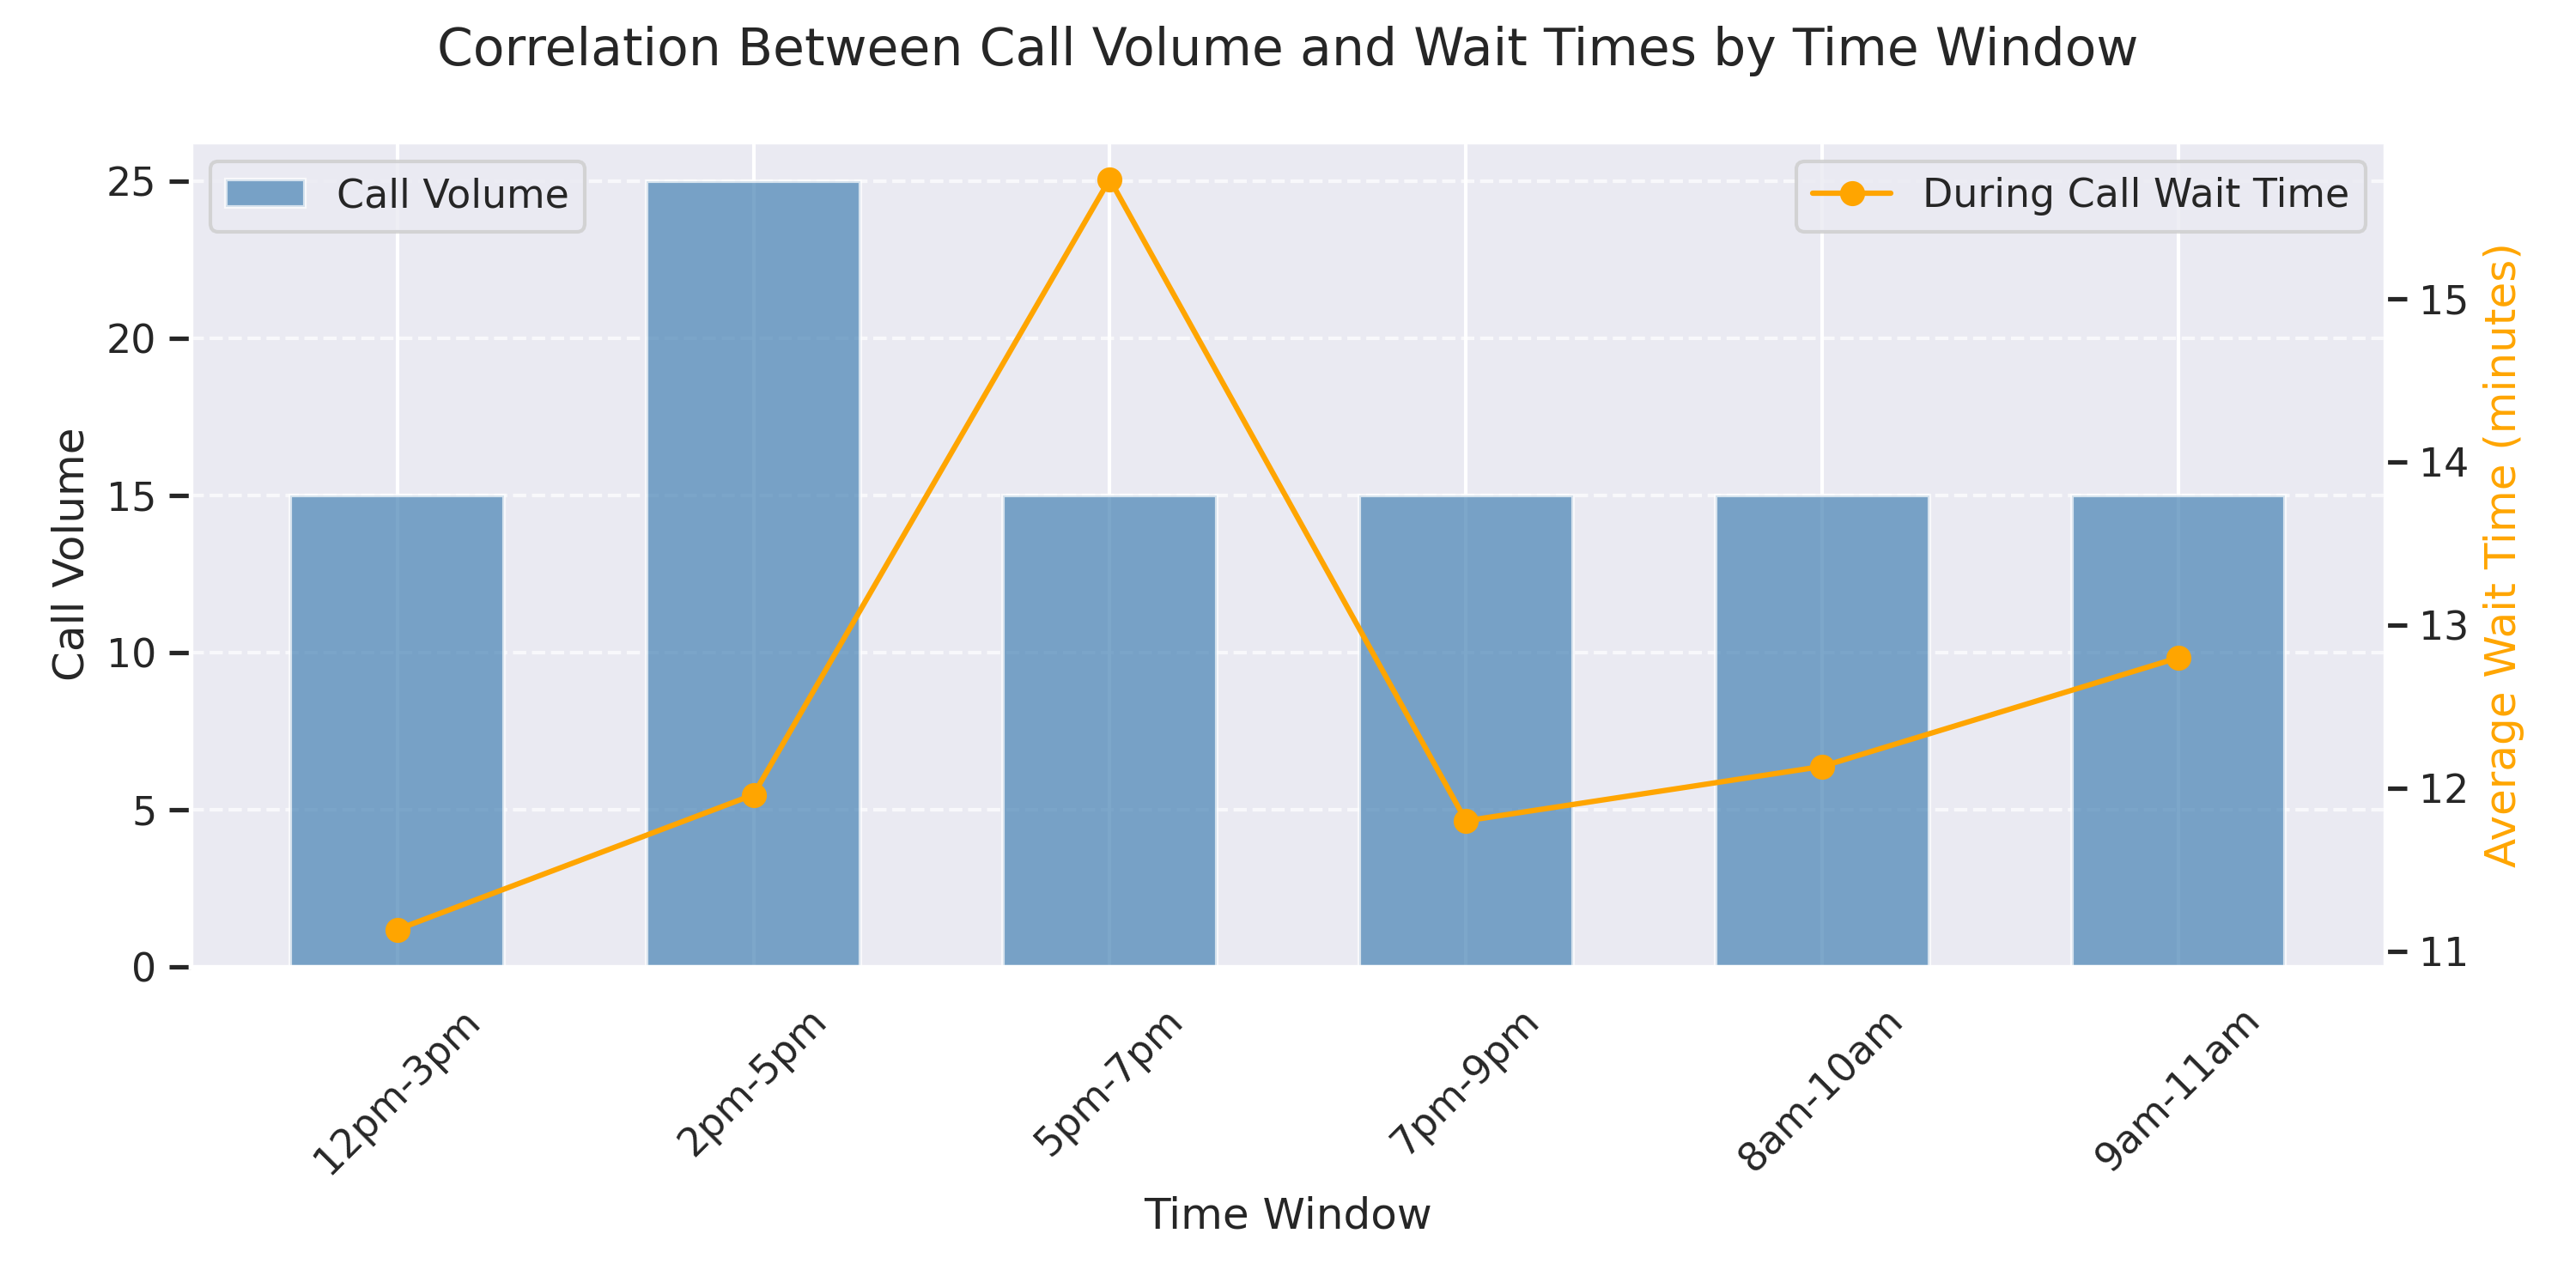 Correlation Between Call Volume and Wait Times by Time Window
Call Volume
During Call Wait Time
Call Volume
25
20
15
10
5
0
15
14
13
12
11
Average Wait Time (minutes)
12pm-3pm
2pm-5pm
5pm-7pm
7pm-9pm
8am-10am
9am-11am
Time Window